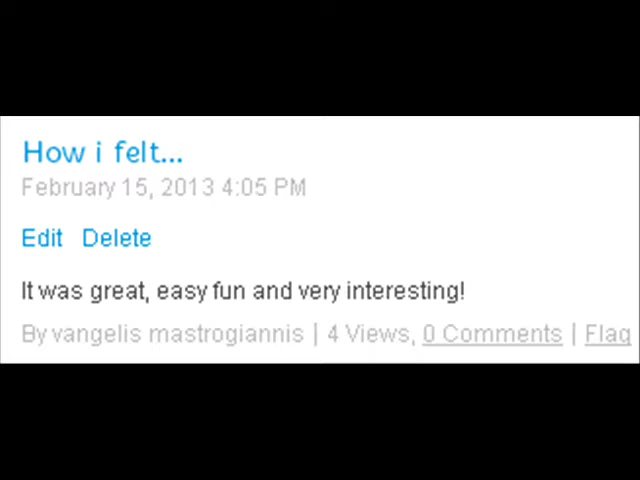 How i felt...
February 15, 2013 4:05 PM
Edit Delete
It was great, easy fun and very interesting!
By vangelis mastrogiannis | 4 Views, 0 Comments | Flag